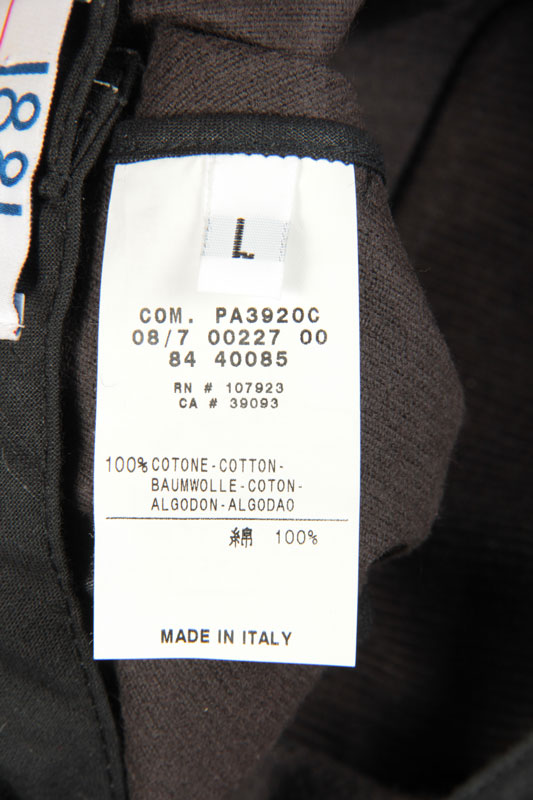 L
COM. PA3920C
08/7 00227 00
84 40085
RN # 107923
CA # 39093
100% COTONE-COTTON-
BAUMWOLLE-COTON-
ALGODON-ALGODAO
綿 100%
MADE IN ITALY